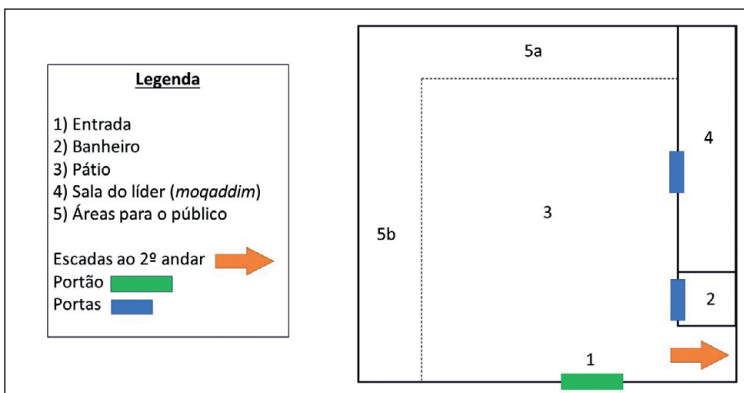 Legenda
1) Entrada
2) Banheiro
3) Pátio
4) Sala do líder (moqaddim)
5) Áreas para o público
Escadas ao 2º andar
Portão
Portas
5a
4
3
5b
2
1